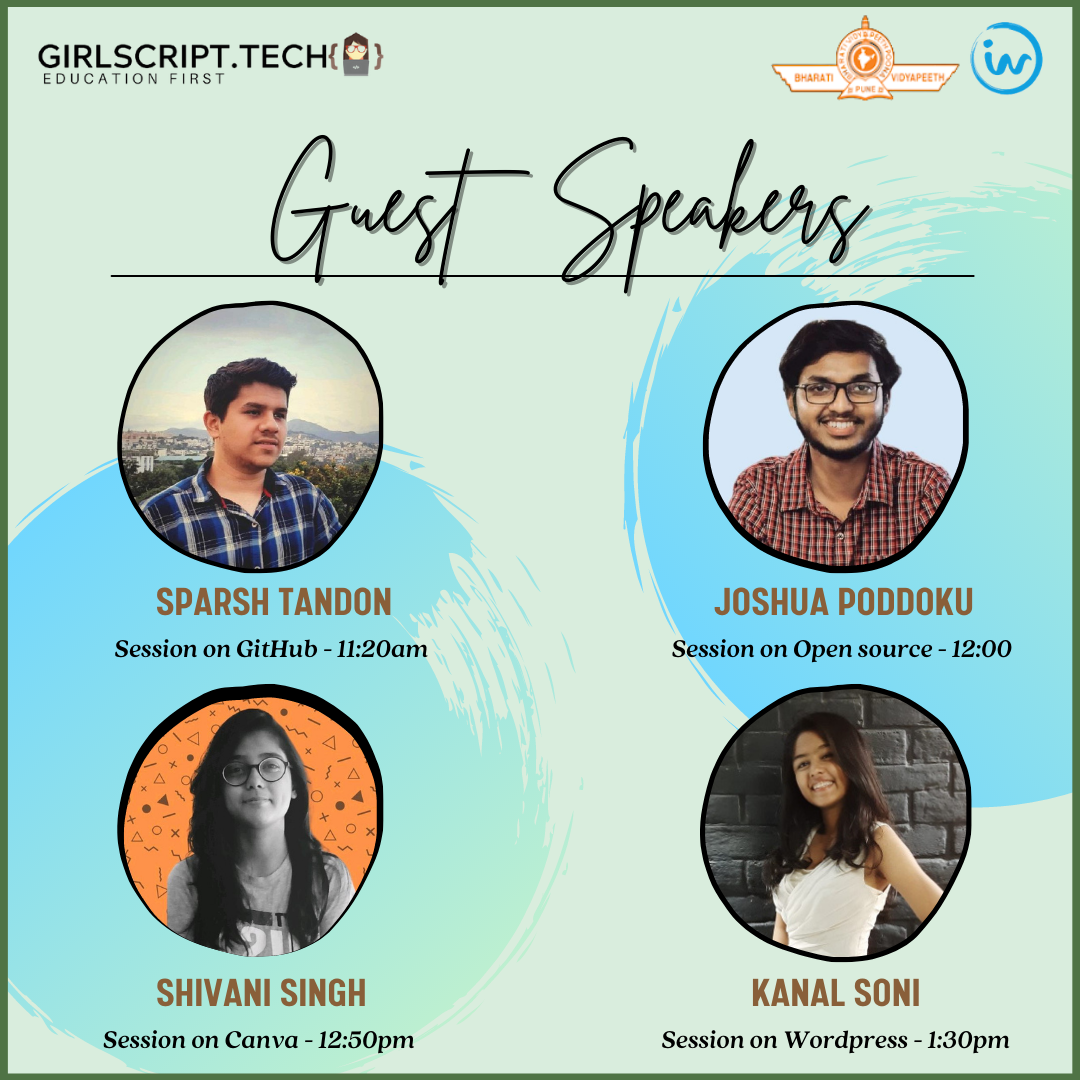 GIRLSCRIPT.TECH{ }
EDUCATION FIRST
BHARATI VIDYAPEETH
PUNE
iw
Guest Speakers
SPARSH TANDON
Session on GitHub - 11:20am
JOSHUA PODDOKU
Session on Open source - 12:00
SHIVANI SINGH
Session on Canva - 12:50pm
KANAL SONI
Session on Wordpress - 1:30pm